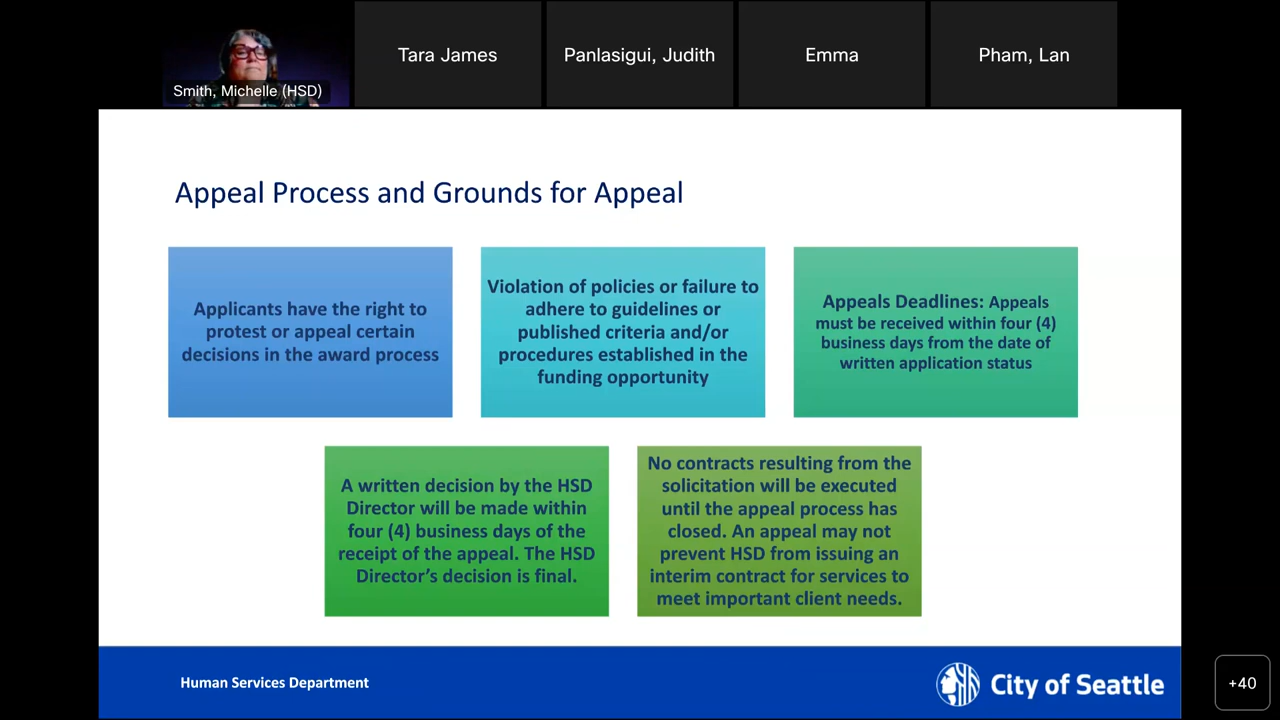 Smith, Michelle (HSD)
Tara James
Panlasigui, Judith
Emma
Pham, Lan
Appeal Process and Grounds for Appeal
Applicants have the right to
protest or appeal certain
decisions in the award process
Violation of policies or failure to
adhere to guidelines or
published criteria and/or
procedures established in the
funding opportunity
Appeals Deadlines: Appeals
must be received within four (4)
business days from the date of
written application status
A written decision by the HSD
Director will be made within
four (4) business days of the
receipt of the appeal. The HSD
Director’s decision is final.
No contracts resulting from the
solicitation will be executed
until the appeal process has
closed. An appeal may not
prevent HSD from issuing an
interim contract for services to
meet important client needs.
Human Services Department
City of Seattle
+40